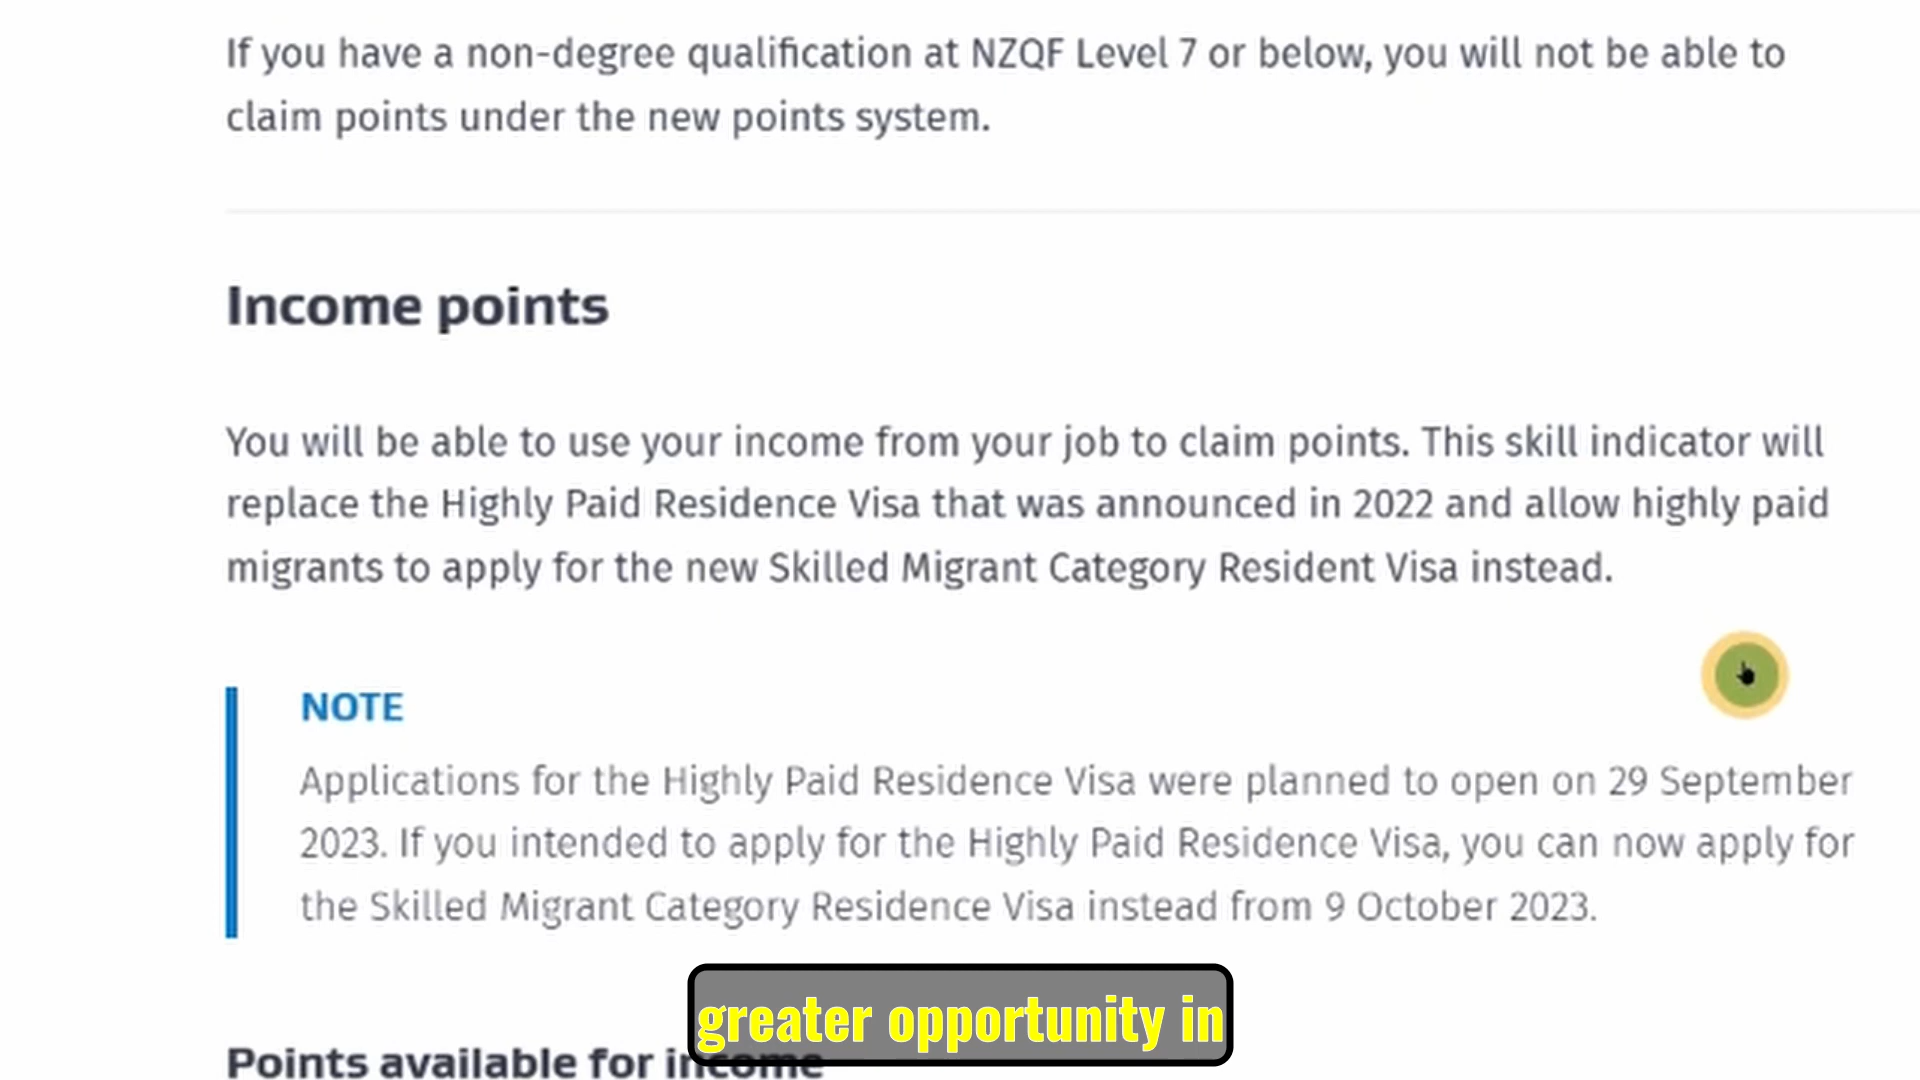 If you have a non-degree qualification at NZQF Level 7 or below, you will not be able to
claim points under the new points system.
Income points
You will be able to use your income from your job to claim points. This skill indicator will
replace the Highly Paid Residence Visa that was announced in 2022 and allow highly paid
migrants to apply for the new Skilled Migrant Category Resident Visa instead.
NOTE
Applications for the Highly Paid Residence Visa were planned to open on 29 September
2023. If you intended to apply for the Highly Paid Residence Visa, you can now apply for
the Skilled Migrant Category Residence Visa instead from 9 October 2023.
greater opportunity in
Points available for income